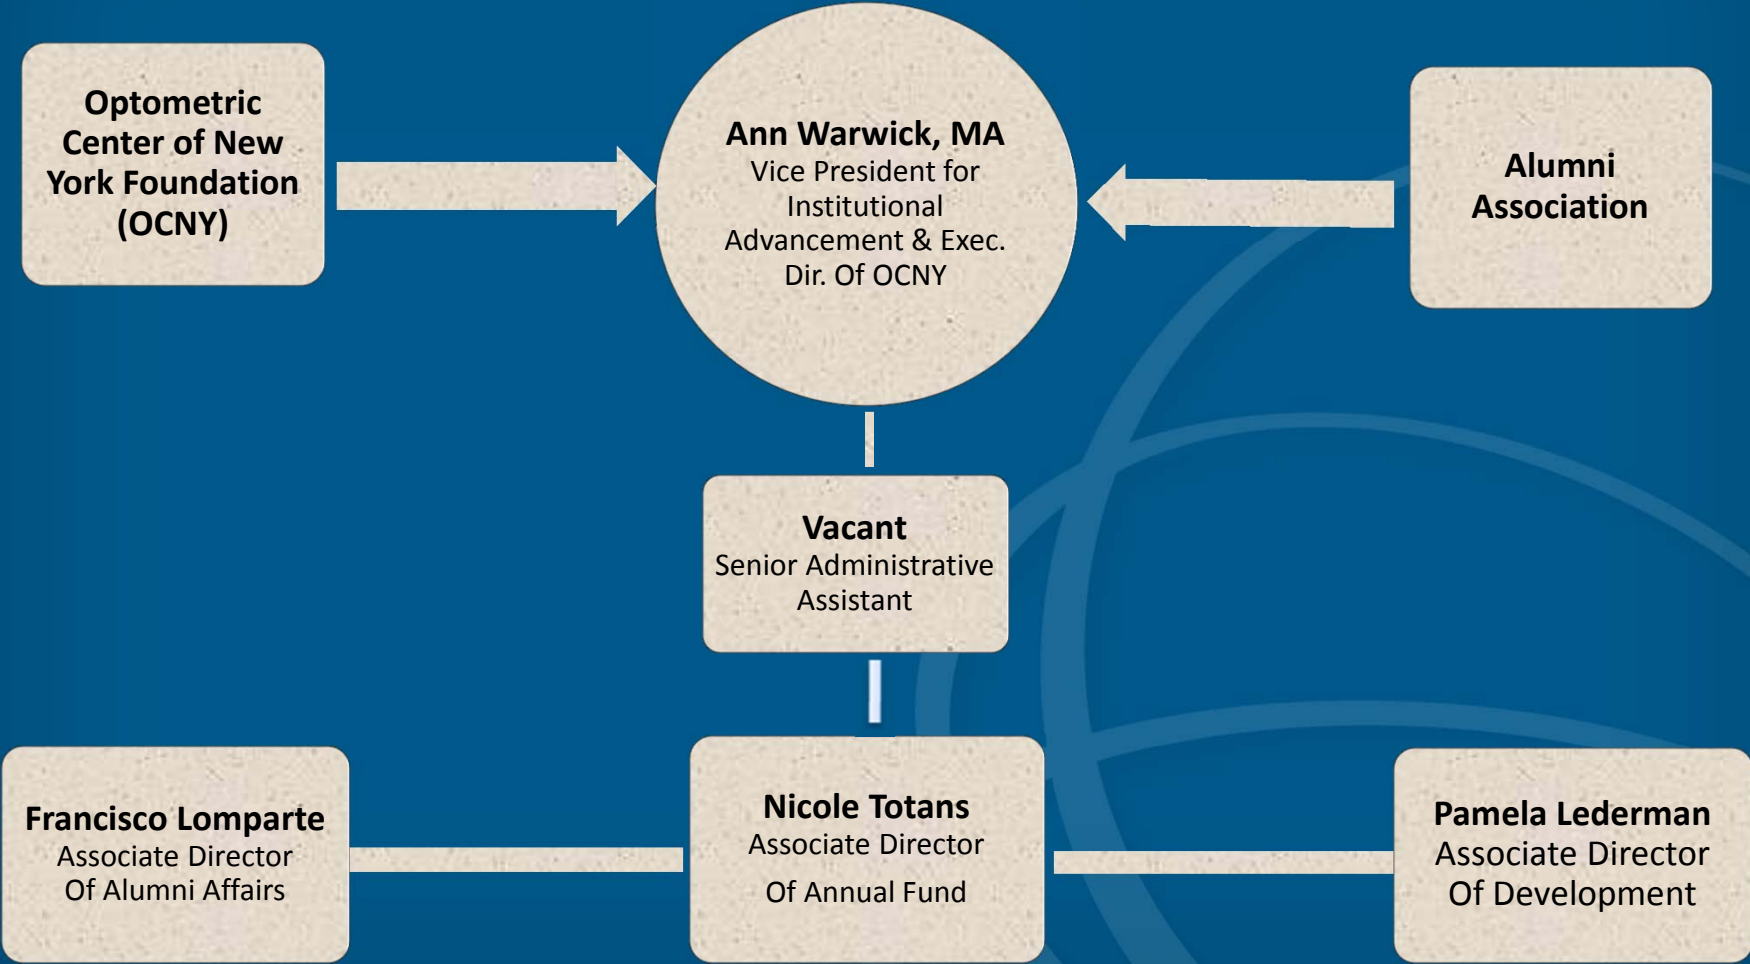 Optometric
Center of New
York Foundation
(OCNY)
Ann Warwick, MA
Vice President for
Institutional
Advancement & Exec.
Dir. Of OCNY
Alumni
Association
Vacant
Senior Administrative
Assistant
Francisco Lomparte
Associate Director
Of Alumni Affairs
Nicole Totans
Associate Director
Of Annual Fund
Pamela Lederman
Associate Director
Of Development